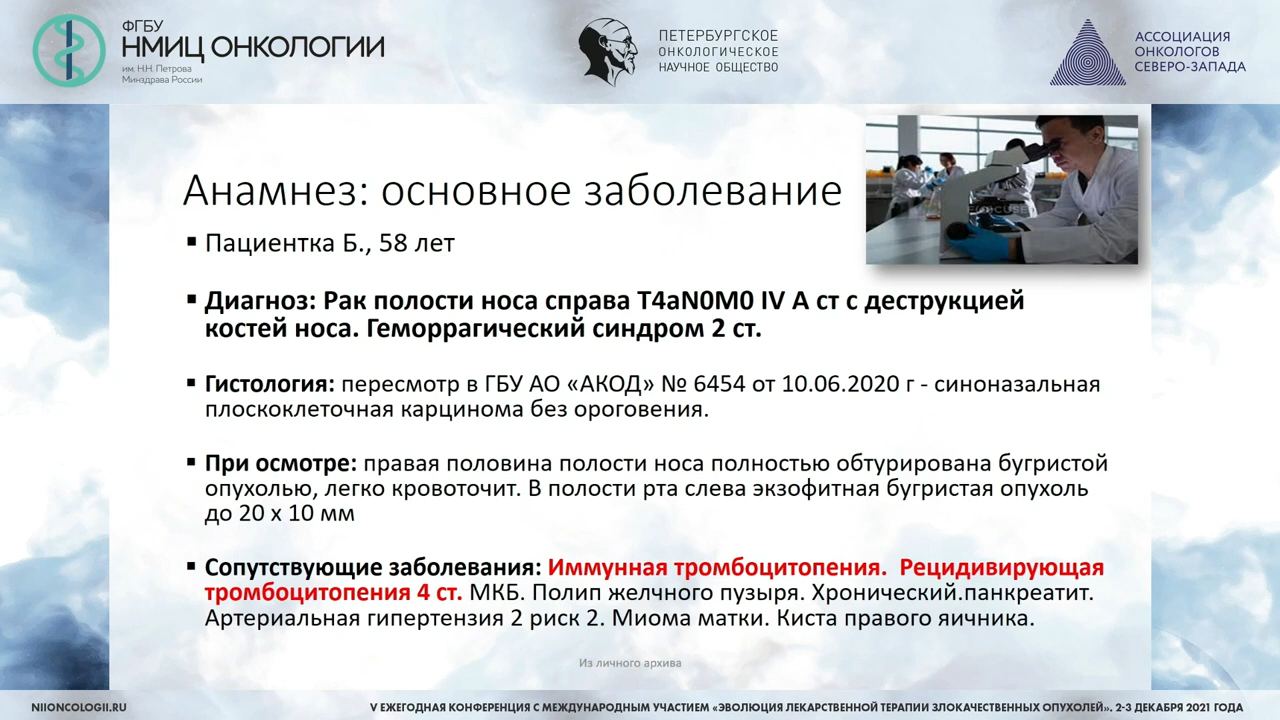 ФГБУ
НМИЦ ОНКОЛОГИИ
им. Н.Н. Петрова
Минздрава России
ПЕТЕРБУРГСКОЕ
ОНКОЛОГИЧЕСКОЕ
НАУЧНОЕ ОБЩЕСТВО
АССОЦИАЦИЯ
ОНКОЛОГОВ
СЕВЕРО-ЗАПАДА
Анамнез: основное заболевание
▪ Пациентка Б., 58 лет
▪ Диагноз: Рак полости носа справа T4aN0M0 IV А ст с деструкцией
костей носа. Геморрагический синдром 2 ст.
▪ Гистология: пересмотр в ГБУ АО «АКОД» № 6454 от 10.06.2020 г - синоназальная
плоскоклеточная карцинома без ороговения.
▪ При осмотре: правая половина полости носа полностью обтурирована бугристой
опухолью, легко кровоточит. В полости рта слева экзофитная бугристая опухоль
до 20 х 10 мм
▪ Сопутствующие заболевания: Иммунная тромбоцитопения. Рецидивирующая
тромбоцитопения 4 ст. МКБ. Полип желчного пузыря. Хронический.панкреатит.
Артериальная гипертензия 2 риск 2. Миома матки. Киста правого яичника.
Из личного архива
NIIONCOLOGII.RU
V ЕЖЕГОДНАЯ КОНФЕРЕНЦИЯ С МЕЖДУНАРОДНЫМ УЧАСТИЕМ «ЭВОЛЮЦИЯ ЛЕКАРСТВЕННОЙ ТЕРАПИИ ЗЛОКАЧЕСТВЕННЫХ ОПУХОЛЕЙ». 2-3 ДЕКАБРЯ 2021 ГОДА